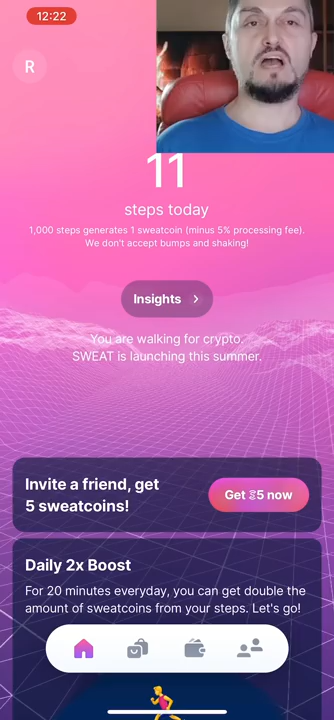 12:22
R
11
steps today
1,000 steps generates 1 sweatcoin (minus 5% processing fee).
We don't accept bumps and shaking!
Insights
You are walking for crypto.
SWEAT is launching this summer.
Invite a friend, get
5 sweatcoins!
Get 5 now
Daily 2x Boost
For 20 minutes everyday, you can get double the
amount of sweatcoins from your steps. Let's go!